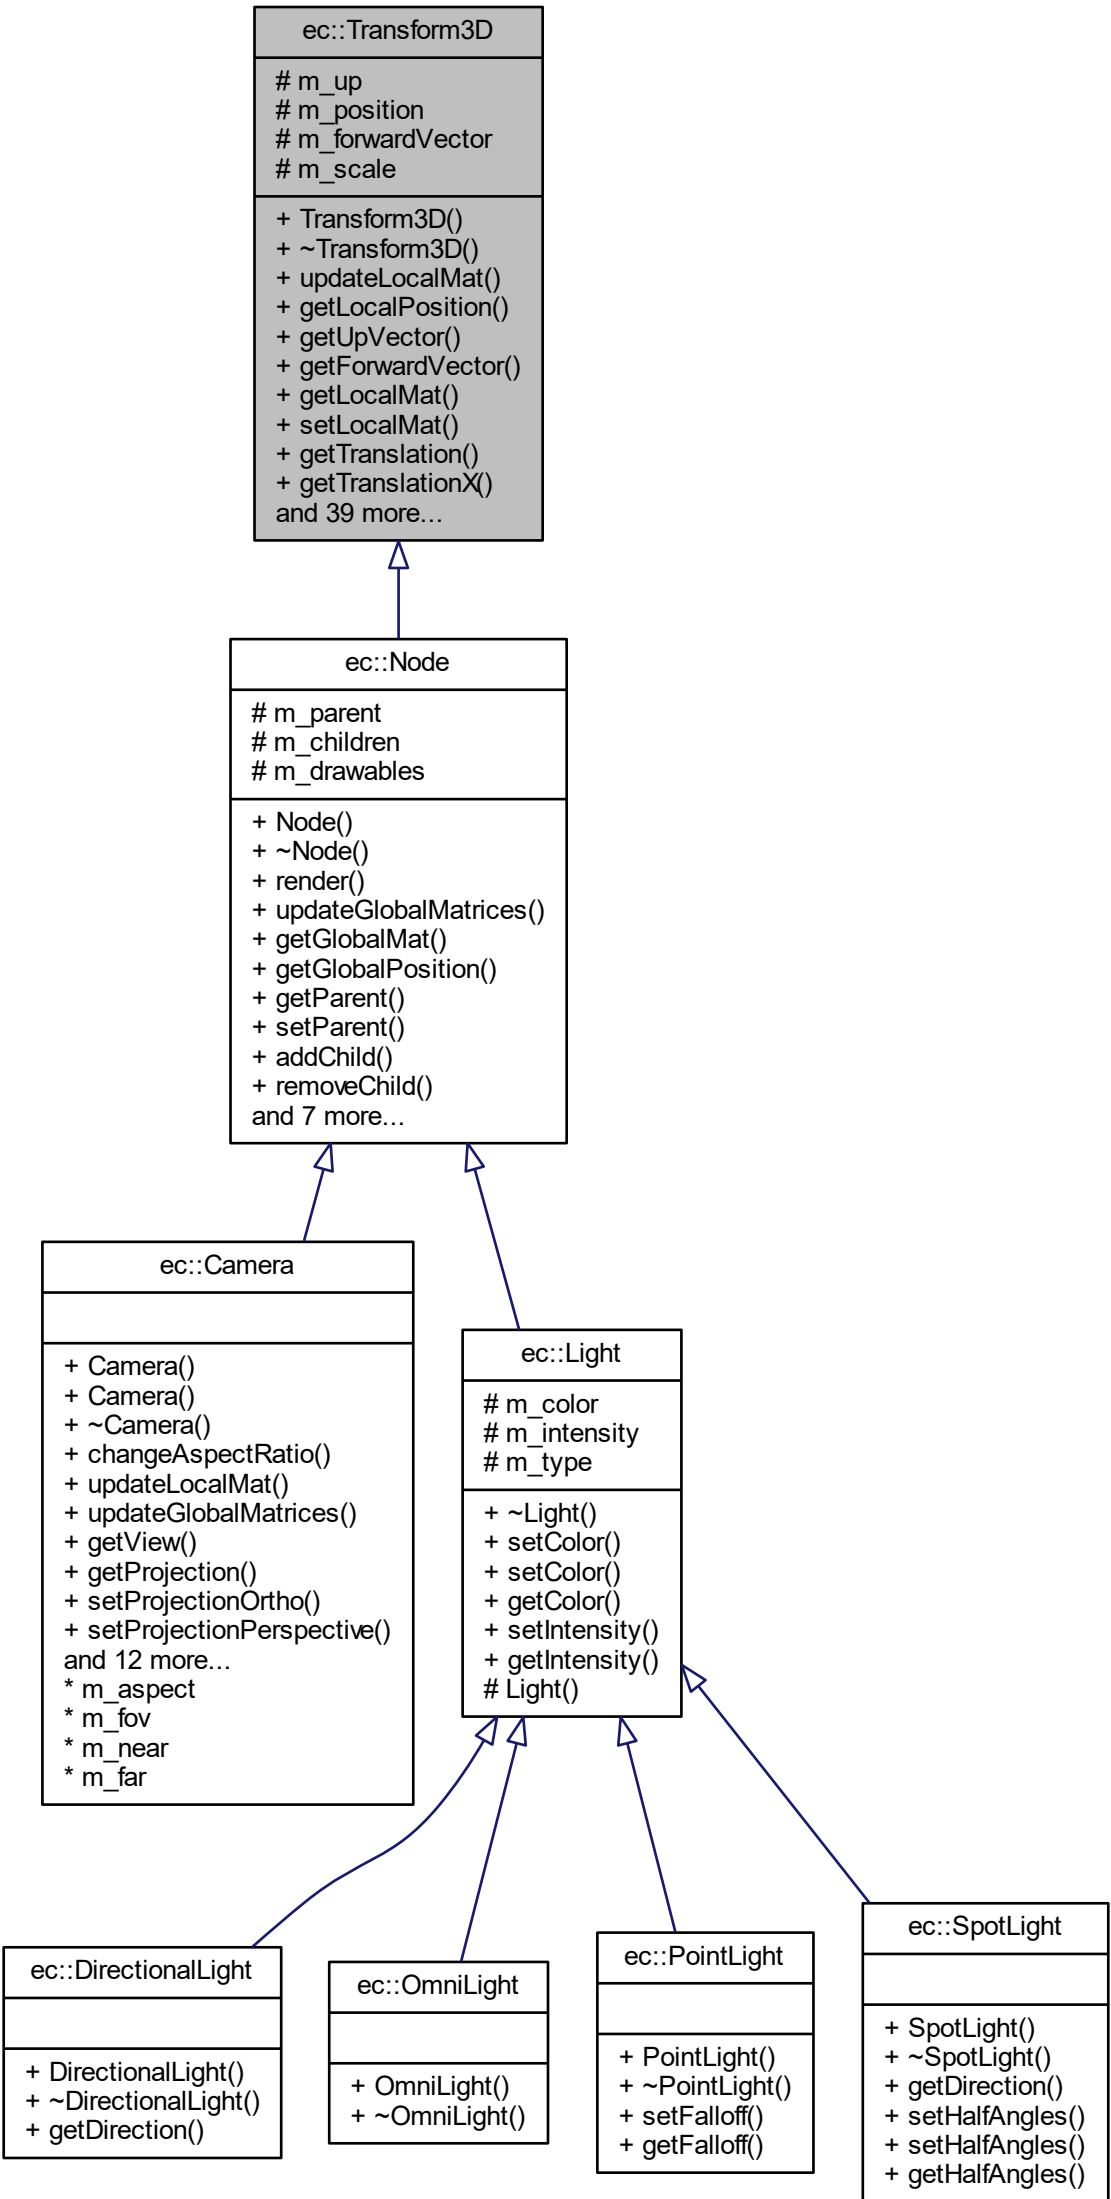 ec::Transform3D
# m_up
# m_position
# m_forwardVector
# m_scale
+ Transform3D()
+ ~Transform3D()
+ updateLocalMat()
+ getLocalPosition()
+ getUpVector()
+ getForwardVector()
+ getLocalMat()
+ setLocalMat()
+ getTranslation()
+ getTranslationX()
and 39 more...
ec::Node
# m_parent
# m_children
# m_drawables
+ Node()
+ ~Node()
+ render()
+ updateGlobalMatrices()
+ getGlobalMat()
+ getGlobalPosition()
+ getParent()
+ setParent()
+ addChild()
+ removeChild()
and 7 more...
ec::Camera
+ Camera()
+ Camera()
+ ~Camera()
+ changeAspectRatio()
+ updateLocalMat()
+ updateGlobalMatrices()
+ getView()
+ getProjection()
+ setProjectionOrtho()
+ setProjectionPerspective()
and 12 more...
* m_aspect
* m_fov
* m_near
* m_far
ec::Light
# m_color
# m_intensity
# m_type
+ ~Light()
+ setColor()
+ setColor()
+ getColor()
+ setIntensity()
+ getIntensity()
# Light()
ec::DirectionalLight
+ DirectionalLight()
+ ~DirectionalLight()
+ getDirection()
ec::OmniLight
+ OmniLight()
+ ~OmniLight()
ec::PointLight
+ PointLight()
+ ~PointLight()
+ setFalloff()
+ getFalloff()
ec::SpotLight
+ SpotLight()
+ ~SpotLight()
+ getDirection()
+ setHalfAngles()
+ setHalfAngles()
+ getHalfAngles()